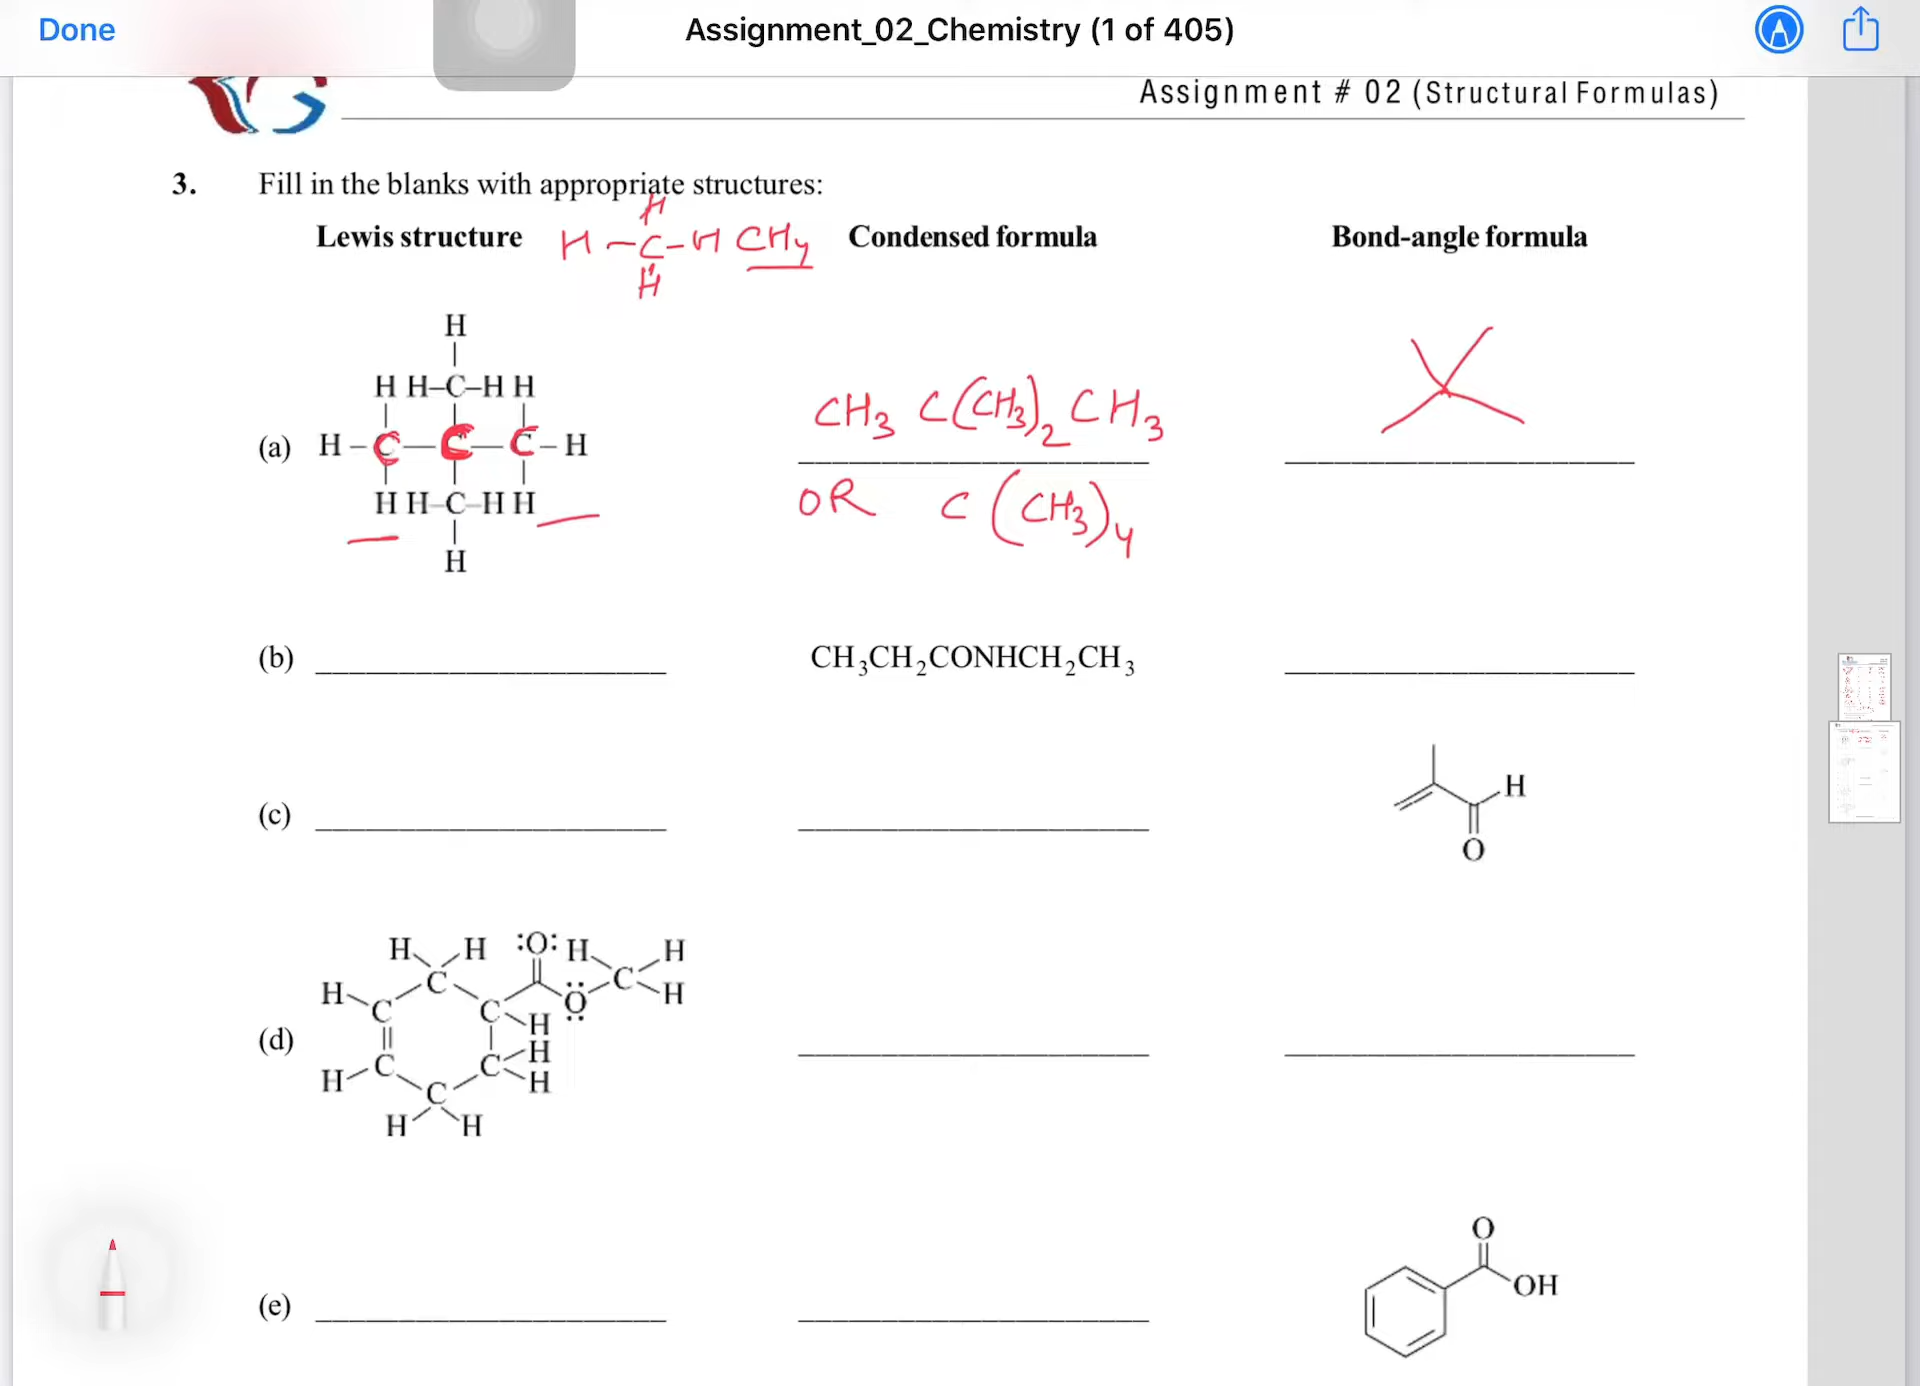 Done
Assignment_02_Chemistry (1 of 405)
Assignment # 02 (Structural Formulas)
3. Fill in the blanks with appropriate structures:
H
Lewis structure H-C-H CH4 Condensed formula Bond-angle formula
H
H
H H-C-H H
CH3 C(CH3)2 CH3
(a) H-C-C-C-H
OR C(CH3)4
H H-C-H H
H
(b) CH3CH2CONHCH2CH3
(c) H
O
H H :O: H H
H C C H
C C H O
(d) H
H
H C C H
C
H H
O
OH
(e)